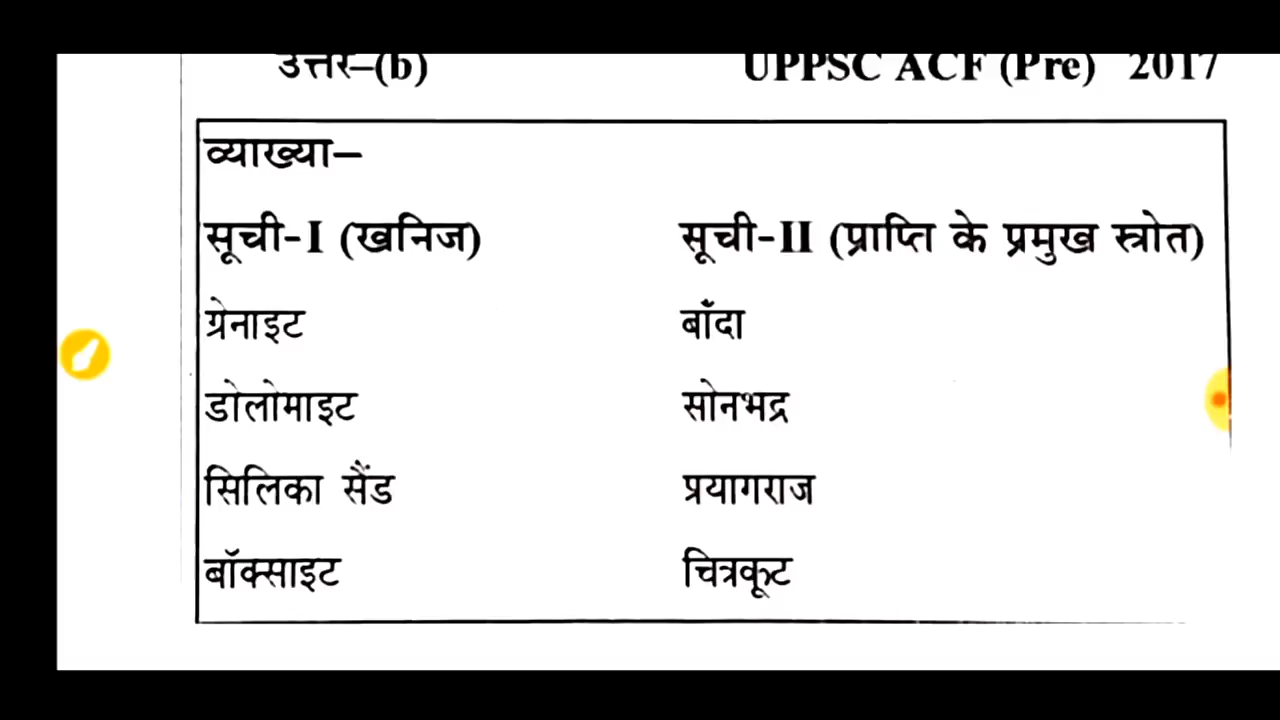 उत्तर–(b) UPPSC ACF (Pre) 2017
व्याख्या–
सूची-I (खनिज) सूची-II (प्राप्ति के प्रमुख स्त्रोत)
ग्रेनाइट बाँदा
डोलोमाइट सोनभद्र
सिलिका सैंड प्रयागराज
बॉक्साइट चित्रकूट